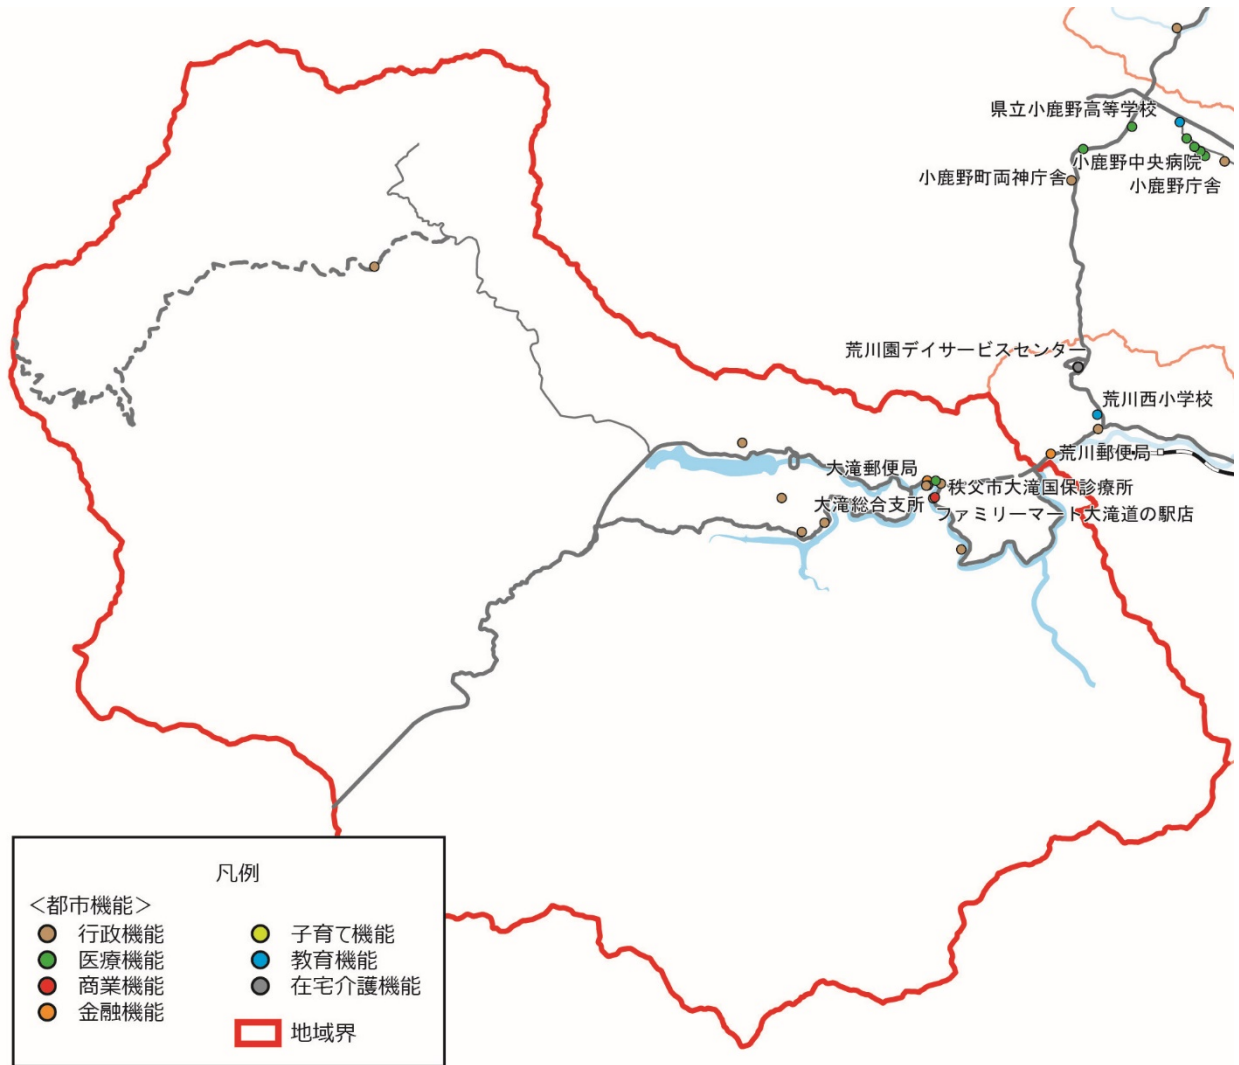 県立小鹿野高等学校
小鹿野中央病院
小鹿野町両神庁舎
小鹿野庁舎
荒川園デイサービスセンター
荒川西小学校
荒川郵便局
大滝郵便局
秩父市大滝国保診療所
大滝総合支所
ファミリーマート大滝道の駅店
凡例
＜都市機能＞
行政機能
子育て機能
医療機能
教育機能
商業機能
在宅介護機能
金融機能
地域界